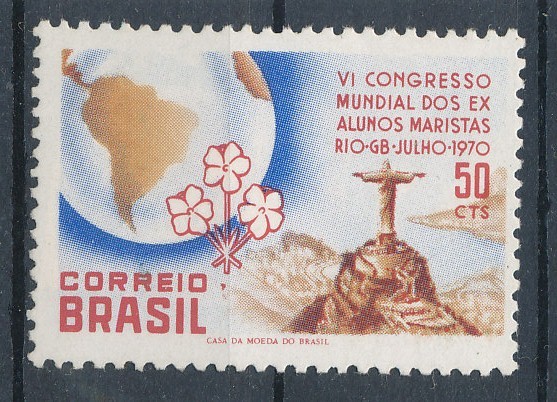 VI CONGRESSO
MUNDIAL DOS EX
ALUNOS MARISTAS
RIO·GB·JULHO·1970
50
CTS
CORREIO
BRASIL
CASA DA MOEDA DO BRASIL